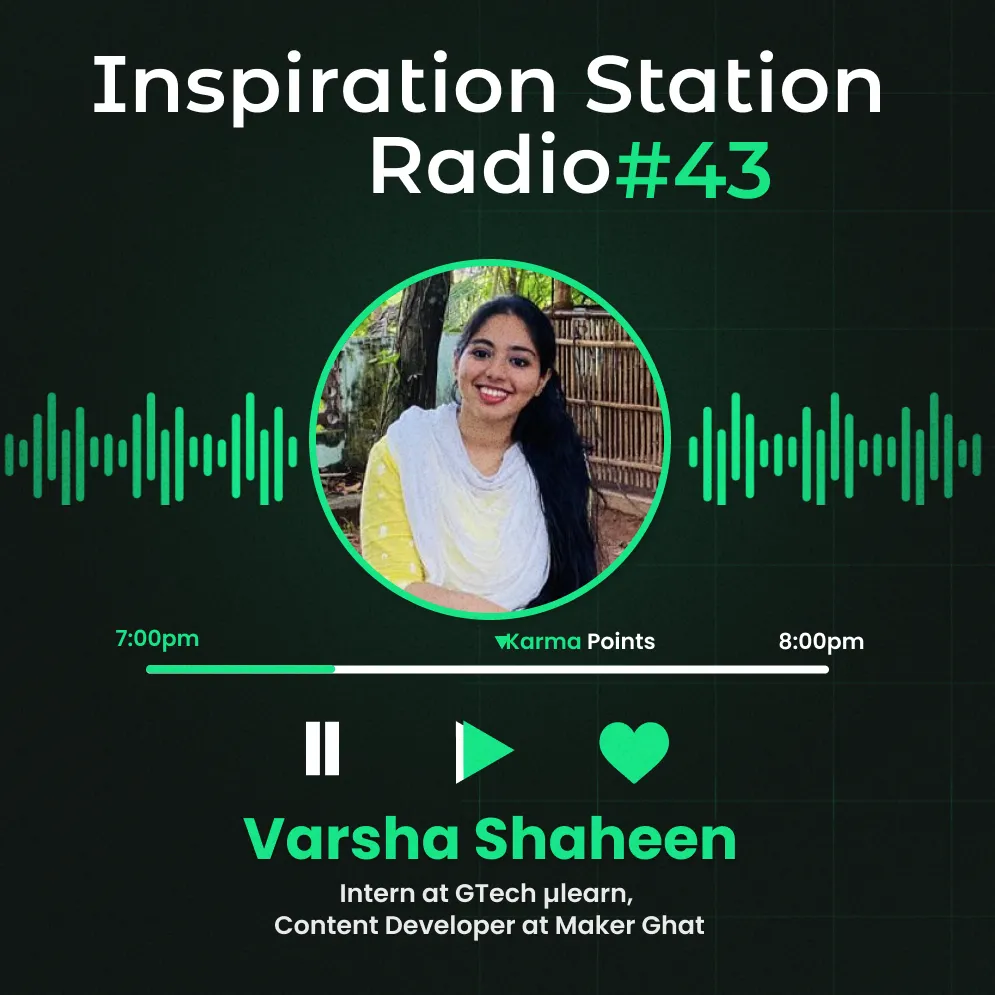 Inspiration Station
Radio#43
7:00pm
Karma Points
8:00pm
Varsha Shaheen
Intern at GTech µlearn,
Content Developer at Maker Ghat